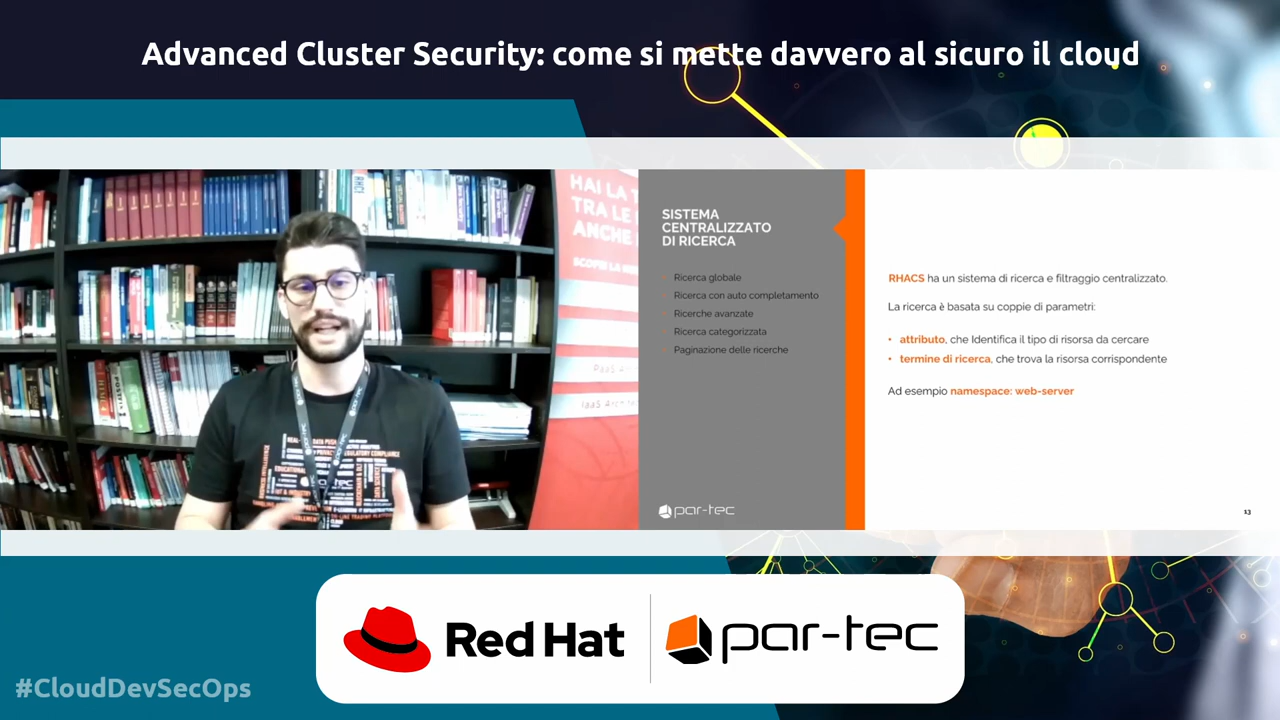 Advanced Cluster Security: come si mette davvero al sicuro il cloud
HAI LA
TRA LE
ANCHE
SISTEMA
CENTRALIZZATO
DI RICERCA
Ricerca globale
Ricerca con auto completamento
Ricerche avanzate
Ricerca categorizzata
Paginazione delle ricerche
par-tec
RHACS ha un sistema di ricerca e filtraggio centralizzato.
La ricerca è basata su coppie di parametri:
• attributo, che Identifica il tipo di risorsa da cercare
• termine di ricerca, che trova la risorsa corrispondente
Ad esempio namespace: web-server
13
Red Hat
par-tec
#CloudDevSecOps